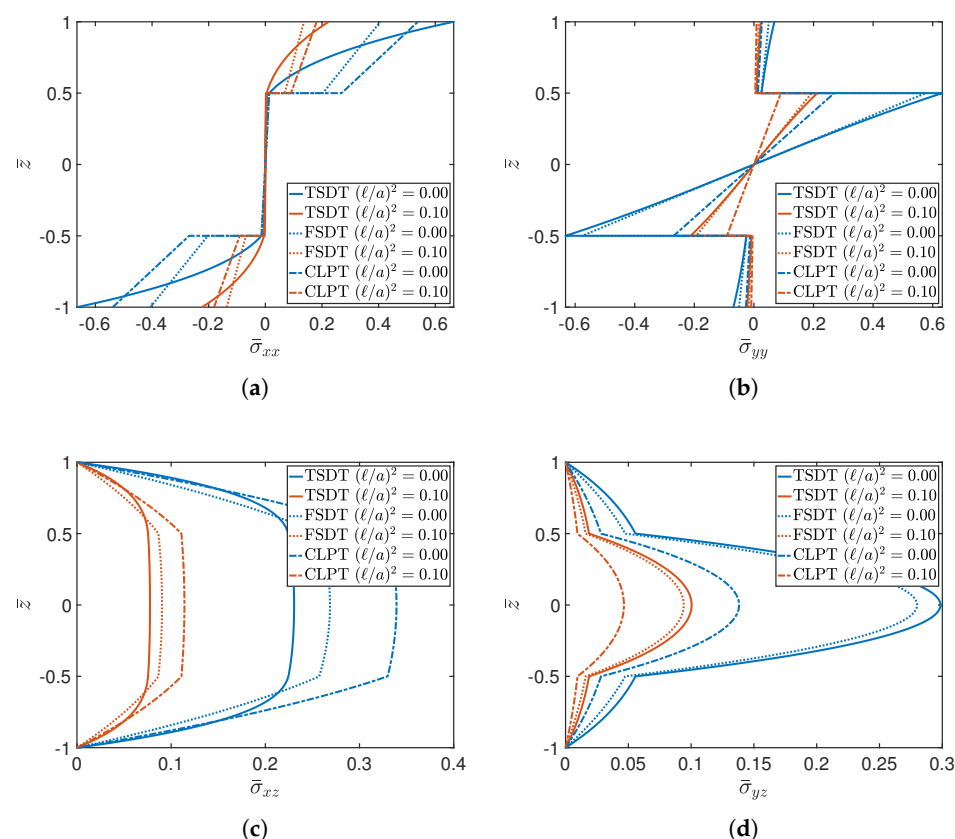 1
0.5
0
-0.5
-1
z̄
-0.6 -0.4 -0.2 0 0.2 0.4 0.6
σ̄xx
TSDT (ℓ/a)² = 0.00
TSDT (ℓ/a)² = 0.10
FSDT (ℓ/a)² = 0.00
FSDT (ℓ/a)² = 0.10
CLPT (ℓ/a)² = 0.00
CLPT (ℓ/a)² = 0.10
(a)
1
0.5
0
-0.5
-1
z̄
-0.6 -0.4 -0.2 0 0.2 0.4 0.6
σ̄yy
TSDT (ℓ/a)² = 0.00
TSDT (ℓ/a)² = 0.10
FSDT (ℓ/a)² = 0.00
FSDT (ℓ/a)² = 0.10
CLPT (ℓ/a)² = 0.00
CLPT (ℓ/a)² = 0.10
(b)
1
0.5
0
-0.5
-1
z̄
0 0.1 0.2 0.3 0.4
σ̄xz
TSDT (ℓ/a)² = 0.00
TSDT (ℓ/a)² = 0.10
FSDT (ℓ/a)² = 0.00
FSDT (ℓ/a)² = 0.10
CLPT (ℓ/a)² = 0.00
CLPT (ℓ/a)² = 0.10
(c)
1
0.5
0
-0.5
-1
z̄
0 0.05 0.1 0.15 0.2 0.25 0.3
σ̄yz
TSDT (ℓ/a)² = 0.00
TSDT (ℓ/a)² = 0.10
FSDT (ℓ/a)² = 0.00
FSDT (ℓ/a)² = 0.10
CLPT (ℓ/a)² = 0.00
CLPT (ℓ/a)² = 0.10
(d)